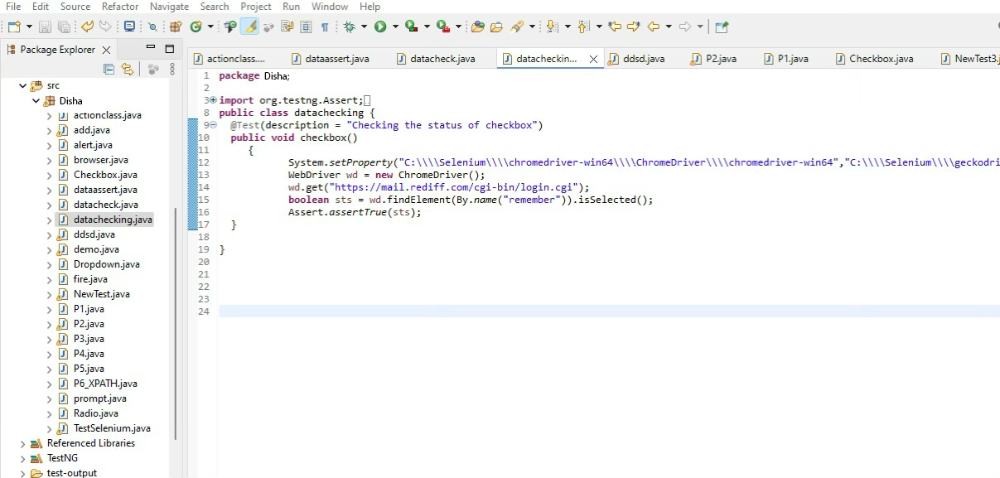 File Edit Source Refactor Navigate Search Project Run Window Help
Package Explorer
src
Disha
actionclass.java
add.java
alert.java
browser.java
Checkbox.java
dataassert.java
datacheck.java
datachecking.java
ddsd.java
demo.java
Dropdown.java
fire.java
NewTest.java
P1.java
P2.java
P3.java
P4.java
P5.java
P6_XPATH.java
prompt.java
Radio.java
TestSelenium.java
Referenced Libraries
TestNG
test-output
actionclass.... dataassert.java datacheck.java datacheckin... ddsd.java P2.java P1.java Checkbox.java NewTest3.j
1 package Disha;
2
3 import org.testng.Assert;
8 public class datachecking {
9 @Test(description = "Checking the status of checkbox")
10 public void checkbox()
11 {
12 System.setProperty("C:\\\\Selenium\\\\chromedriver-win64\\\\ChromeDriver\\\\chromedriver-win64","C:\\\\Selenium\\\\geckodri
13 WebDriver wd = new ChromeDriver();
14 wd.get("https://mail.rediff.com/cgi-bin/login.cgi");
15 boolean sts = wd.findElement(By.name("remember")).isSelected();
16 Assert.assertTrue(sts);
17 }
18
19 }
20
21
22
23
24